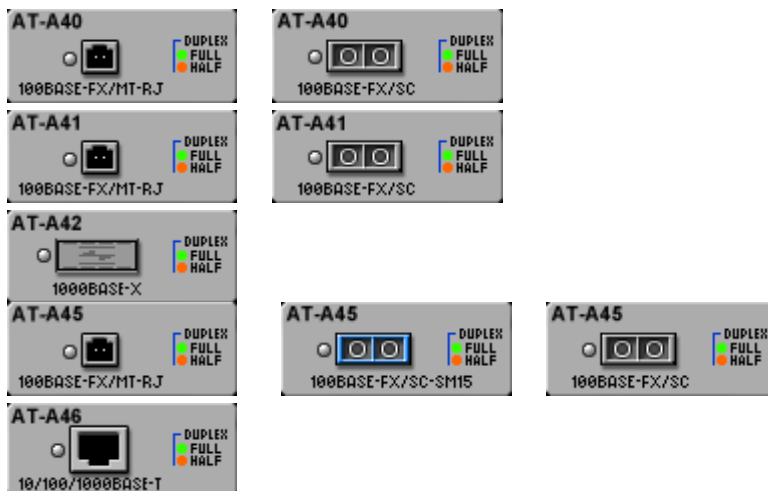 AT-A40
DUPLEX
FULL
HALF
100BASE-FX/MT-RJ
AT-A40
DUPLEX
FULL
HALF
100BASE-FX/SC
AT-A41
DUPLEX
FULL
HALF
100BASE-FX/MT-RJ
AT-A41
DUPLEX
FULL
HALF
100BASE-FX/SC
AT-A42
DUPLEX
FULL
HALF
1000BASE-X
AT-A45
DUPLEX
FULL
HALF
100BASE-FX/MT-RJ
AT-A45
DUPLEX
FULL
HALF
100BASE-FX/SC-SM15
AT-A45
DUPLEX
FULL
HALF
100BASE-FX/SC
AT-A46
DUPLEX
FULL
HALF
10/100/1000BASE-T